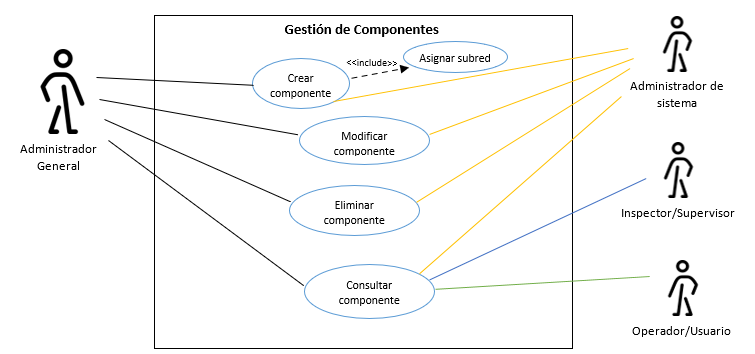 Gestión de Componentes
<<include>>
Asignar subred
Crear
componente
Modificar
componente
Eliminar
componente
Consultar
componente
Administrador
General
Administrador de
sistema
Inspector/Supervisor
Operador/Usuario